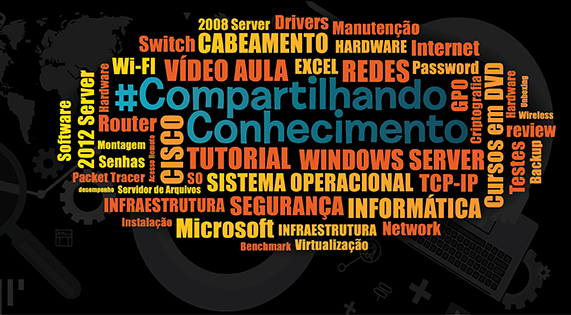 2008 Server Drivers Manutenção
Switch CABEAMENTO HARDWARE Internet
Wi-FI VÍDEO AULA EXCEL REDES Password
#Compartilhando
Conhecimento
Hardware
Software
2012 Server
Router
Montagem
Senhas
CISCO
Acesso Remoto
GPO
Criptografia
Cursos em DVD
Hardware
Unboxing
Wireless
review
Testes
Backup
TUTORIAL WINDOWS SERVER
Packet Tracer SO SISTEMA OPERACIONAL TCP-IP
desempenho Servidor de Arquivos
INFRAESTRUTURA SEGURANÇA INFORMÁTICA
Instalação Microsoft INFRAESTRUTURA Network
Benchmark Virtualização